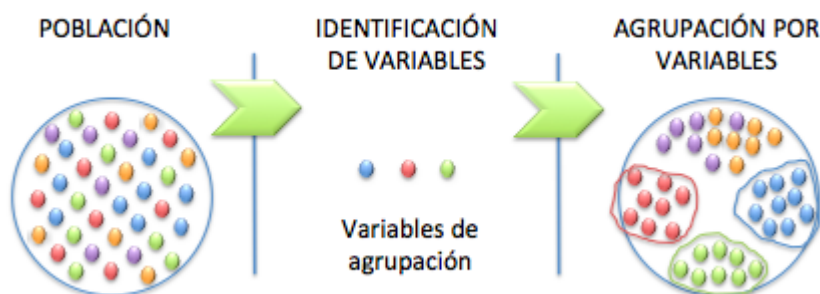 POBLACIÓN
IDENTIFICACIÓN
DE VARIABLES
Variables de
agrupación
AGRUPACIÓN POR
VARIABLES